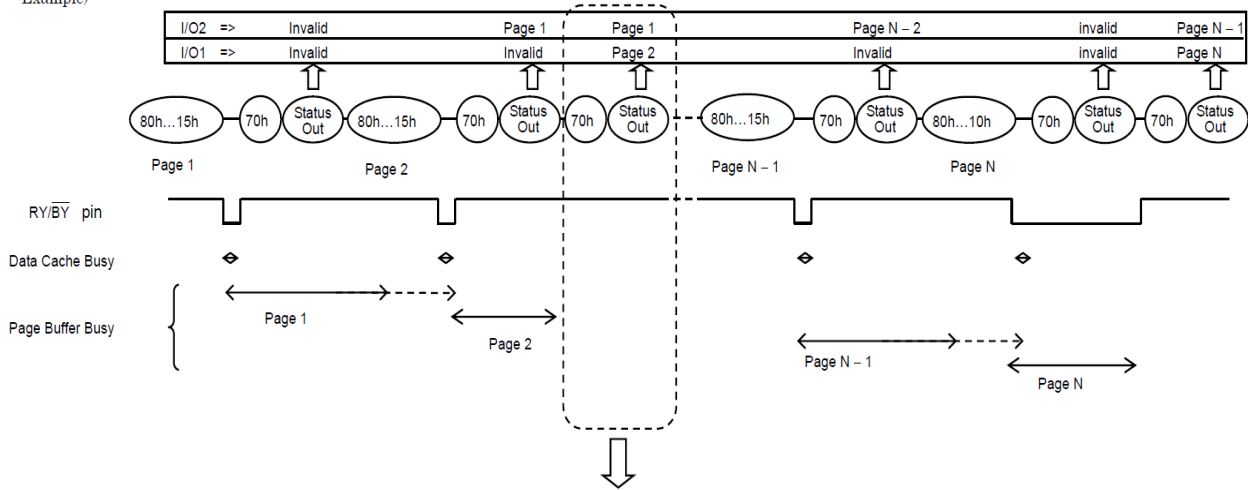 Example)
I/O2 => Invalid Page 1 Page 1 Page N – 2 invalid Page N – 1
I/O1 => Invalid Invalid Page 2 Invalid invalid Page N
80h…15h 70h Status Out 80h…15h 70h Status Out 70h Status Out 80h…15h 70h Status Out 80h…10h 70h Status Out 70h Status Out
Page 1 Page 2 Page N – 1 Page N
RY/BY pin
Data Cache Busy
Page Buffer Busy
Page 1
Page 2
Page N – 1
Page N